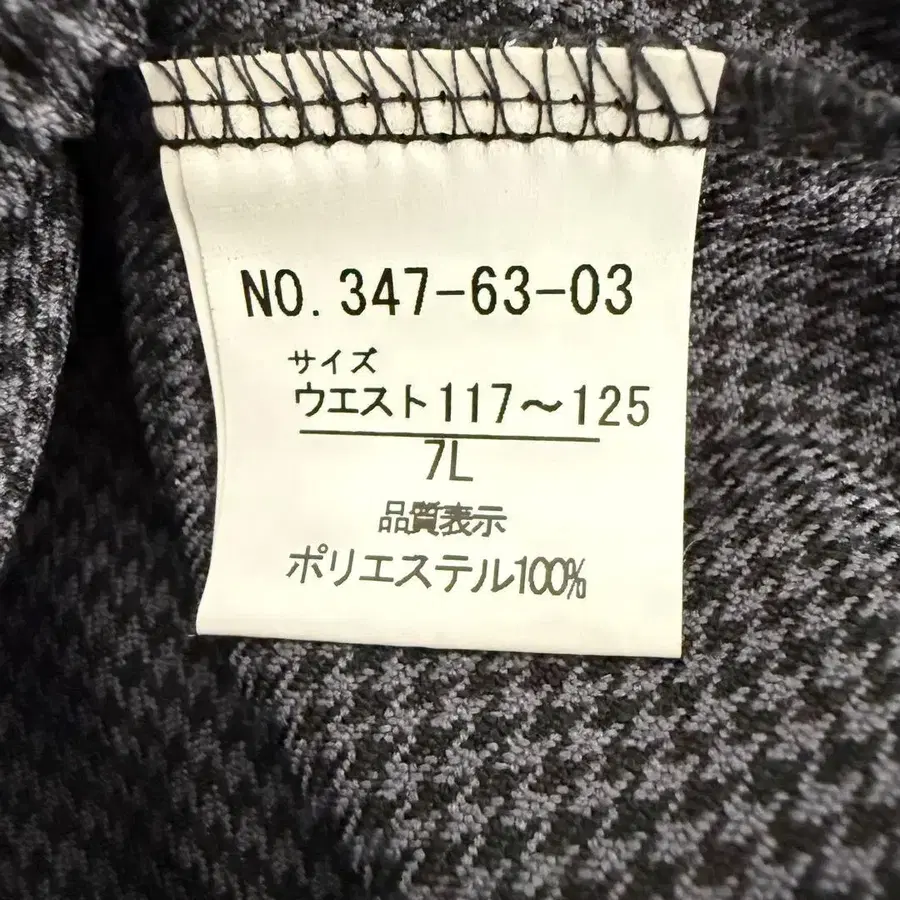 NO. 347-63-03
サイズ
ウエスト117〜125
7L
品質表示
ポリエステル100%